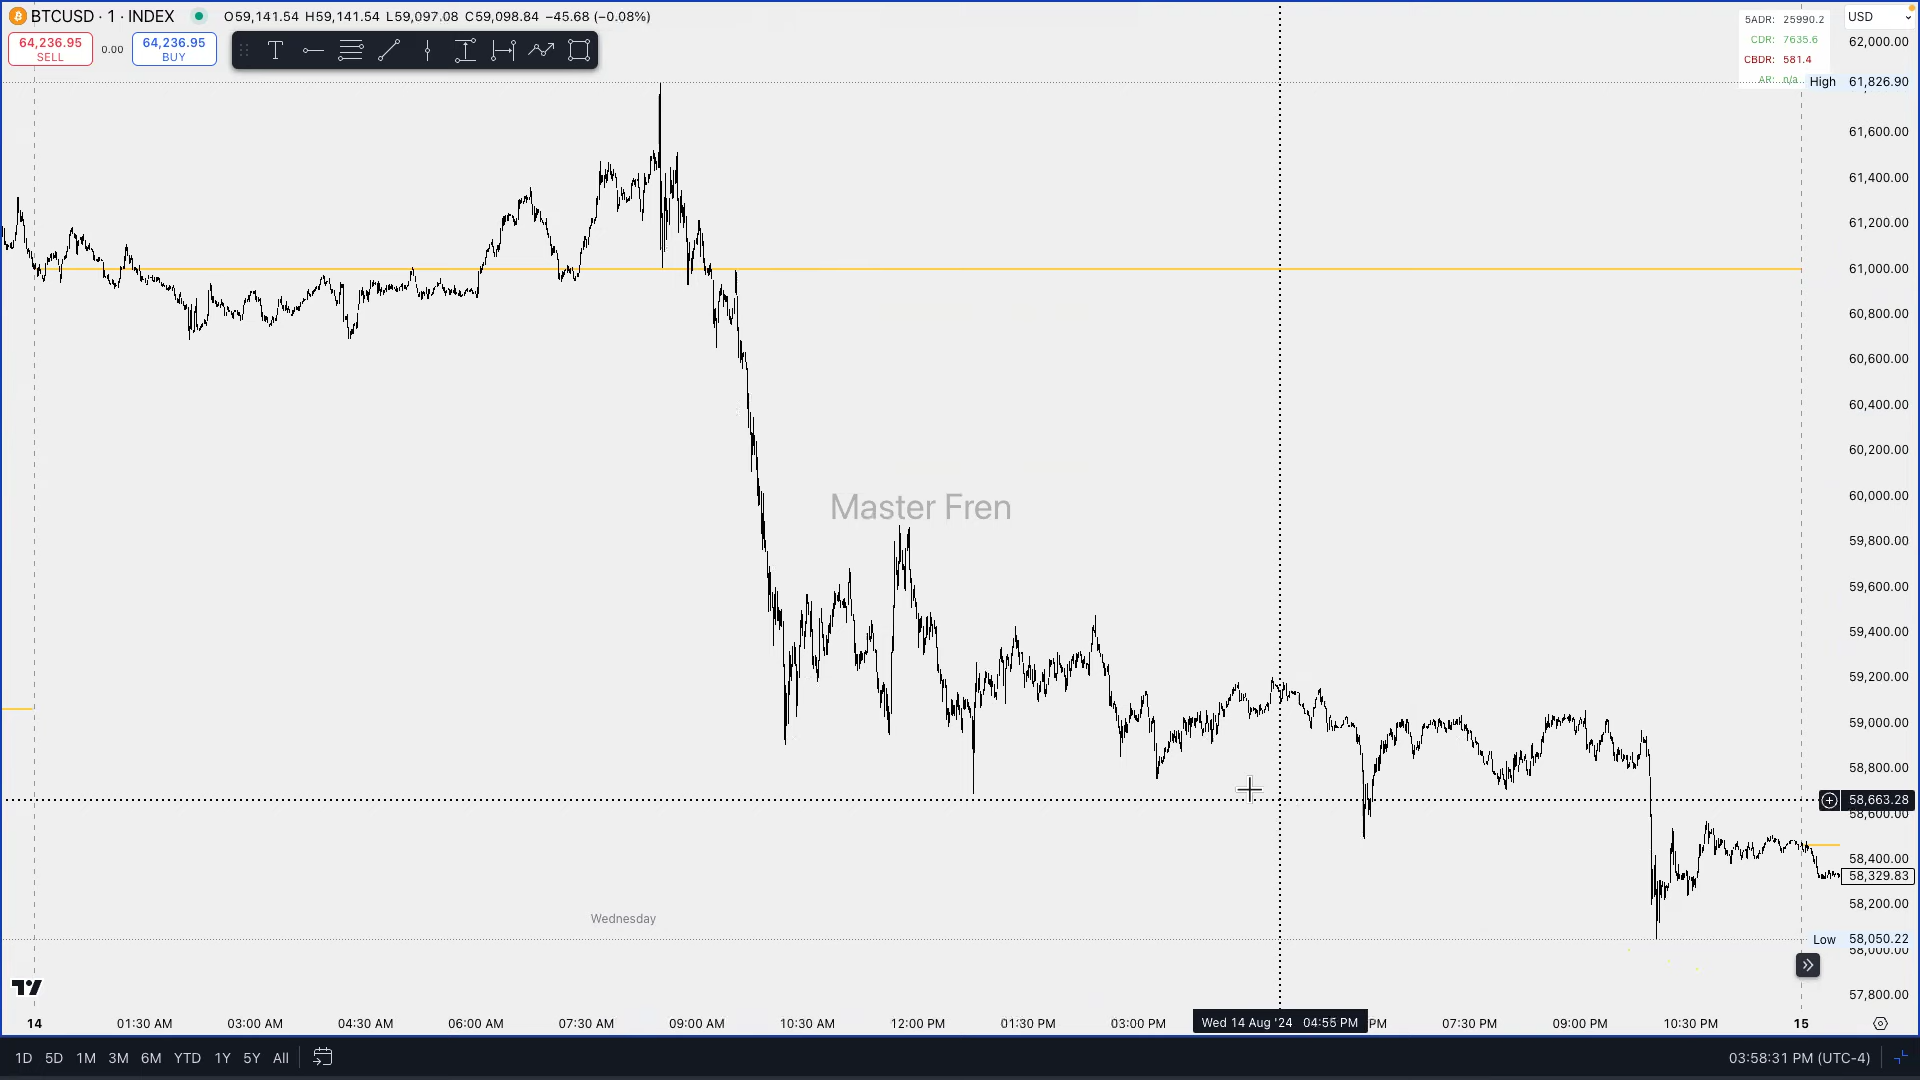 BTCUSD · 1 · INDEX O59,141.54 H59,141.54 L59,097.08 C59,098.84 −45.68 (−0.08%)
64,236.95 SELL 0.00 64,236.95 BUY
5ADR: 25990.2
CDR: 7635.6
CBDR: 581.4
AR: n/a
USD
62,000.00
High 61,826.90
61,600.00
61,400.00
61,200.00
61,000.00
60,800.00
60,600.00
60,400.00
60,200.00
60,000.00
59,800.00
59,600.00
59,400.00
59,200.00
59,000.00
58,800.00
58,663.28
58,600.00
58,400.00
58,329.83
58,200.00
Low 58,050.22
58,000.00
57,800.00
Master Fren
Wednesday
14 01:30 AM 03:00 AM 04:30 AM 06:00 AM 07:30 AM 09:00 AM 10:30 AM 12:00 PM 01:30 PM 03:00 PM Wed 14 Aug '24 04:55 PM PM 07:30 PM 09:00 PM 10:30 PM 15
1D 5D 1M 3M 6M YTD 1Y 5Y All 03:58:31 PM (UTC-4)